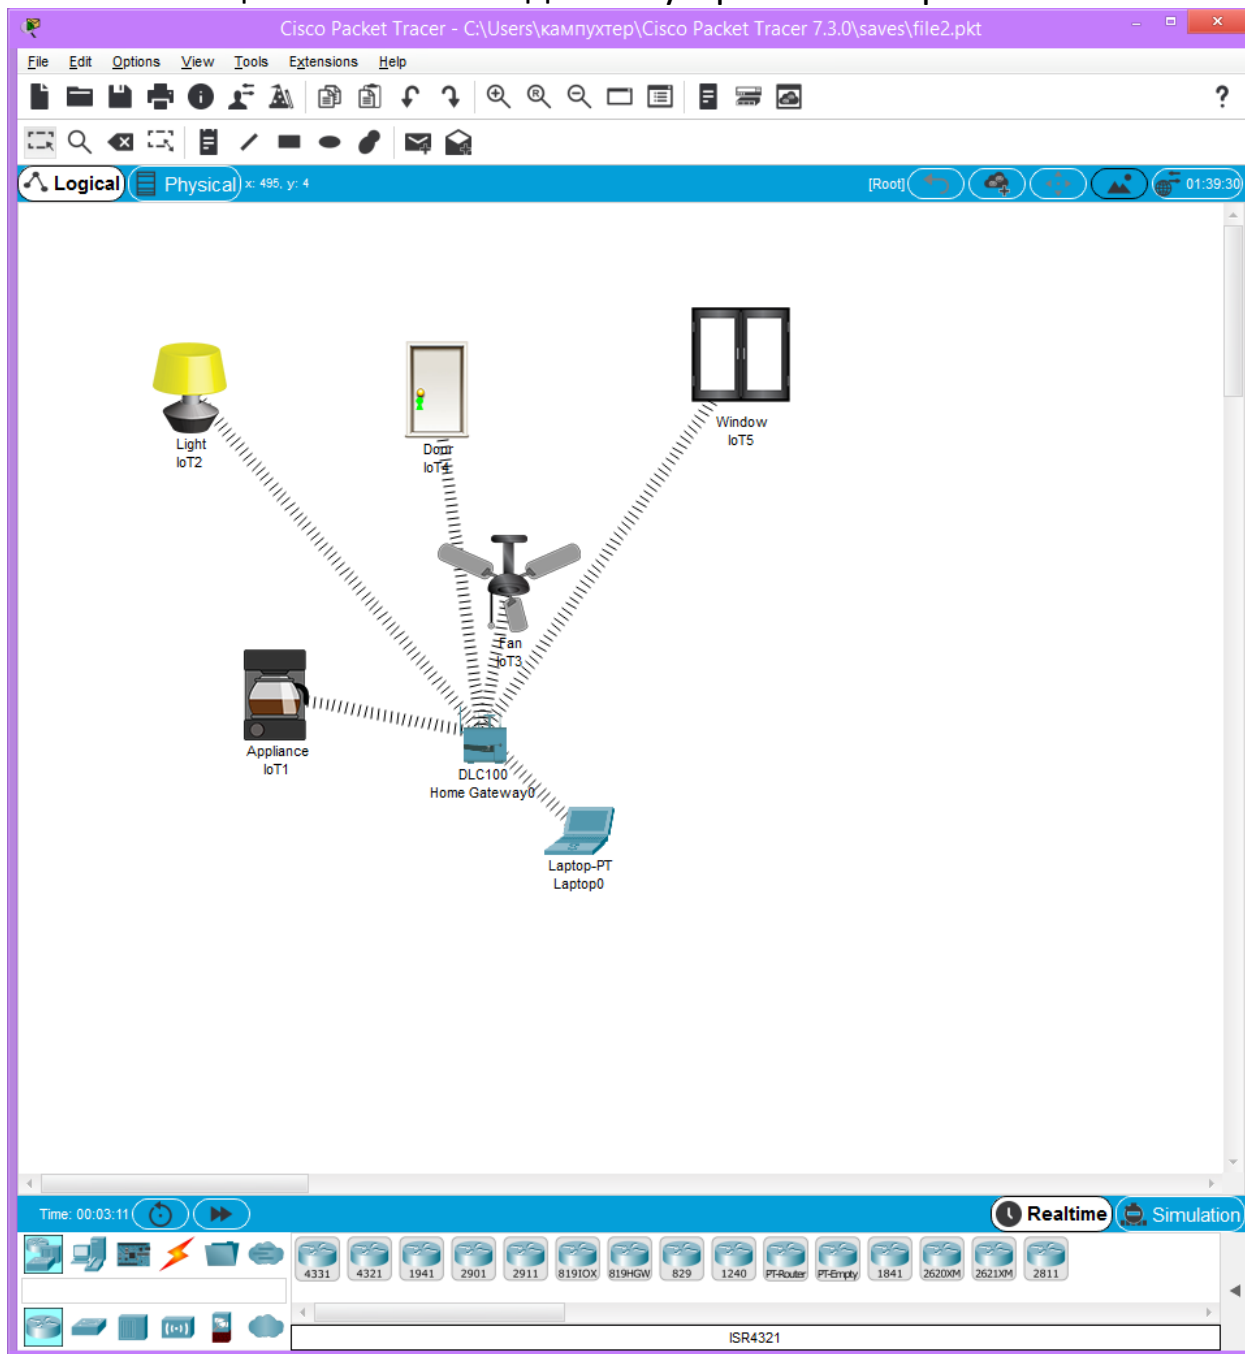 Cisco Packet Tracer - C:\Users\кампухтер\Cisco Packet Tracer 7.3.0\saves\file2.pkt
File Edit Options View Tools Extensions Help
?
Logical Physical x: 495, y: 4 [Root] 01:39:30
Window
IoT5
Light
IoT2
Door
IoT4
Fan
IoT3
Appliance
IoT1
DLC100
Home Gateway0
Laptop-PT
Laptop0
Time: 00:03:11 Realtime Simulation
4331 4321 1941 2901 2911 819IOX 819HGW 829 1240 PT-Router PT-Empty 1841 2620XM 2621XM 2811
ISR4321